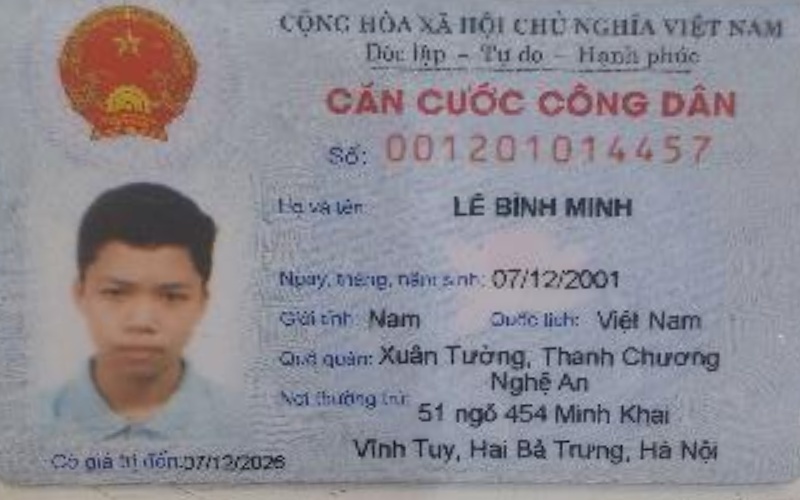 CỘNG HÒA XÃ HỘI CHỦ NGHĨA VIỆT NAM
Độc lập - Tự do - Hạnh phúc
CĂN CƯỚC CÔNG DÂN
Số: 001201014457
Họ và tên: LÊ BÌNH MINH
Ngày, tháng, năm sinh: 07/12/2001
Giới tính: Nam Quốc tịch: Việt Nam
Quê quán: Xuân Tường, Thanh Chương
Nghệ An
Nơi thường trú: 51 ngõ 454 Minh Khai
Vĩnh Tuy, Hai Bà Trưng, Hà Nội
Có giá trị đến: 07/12/2026